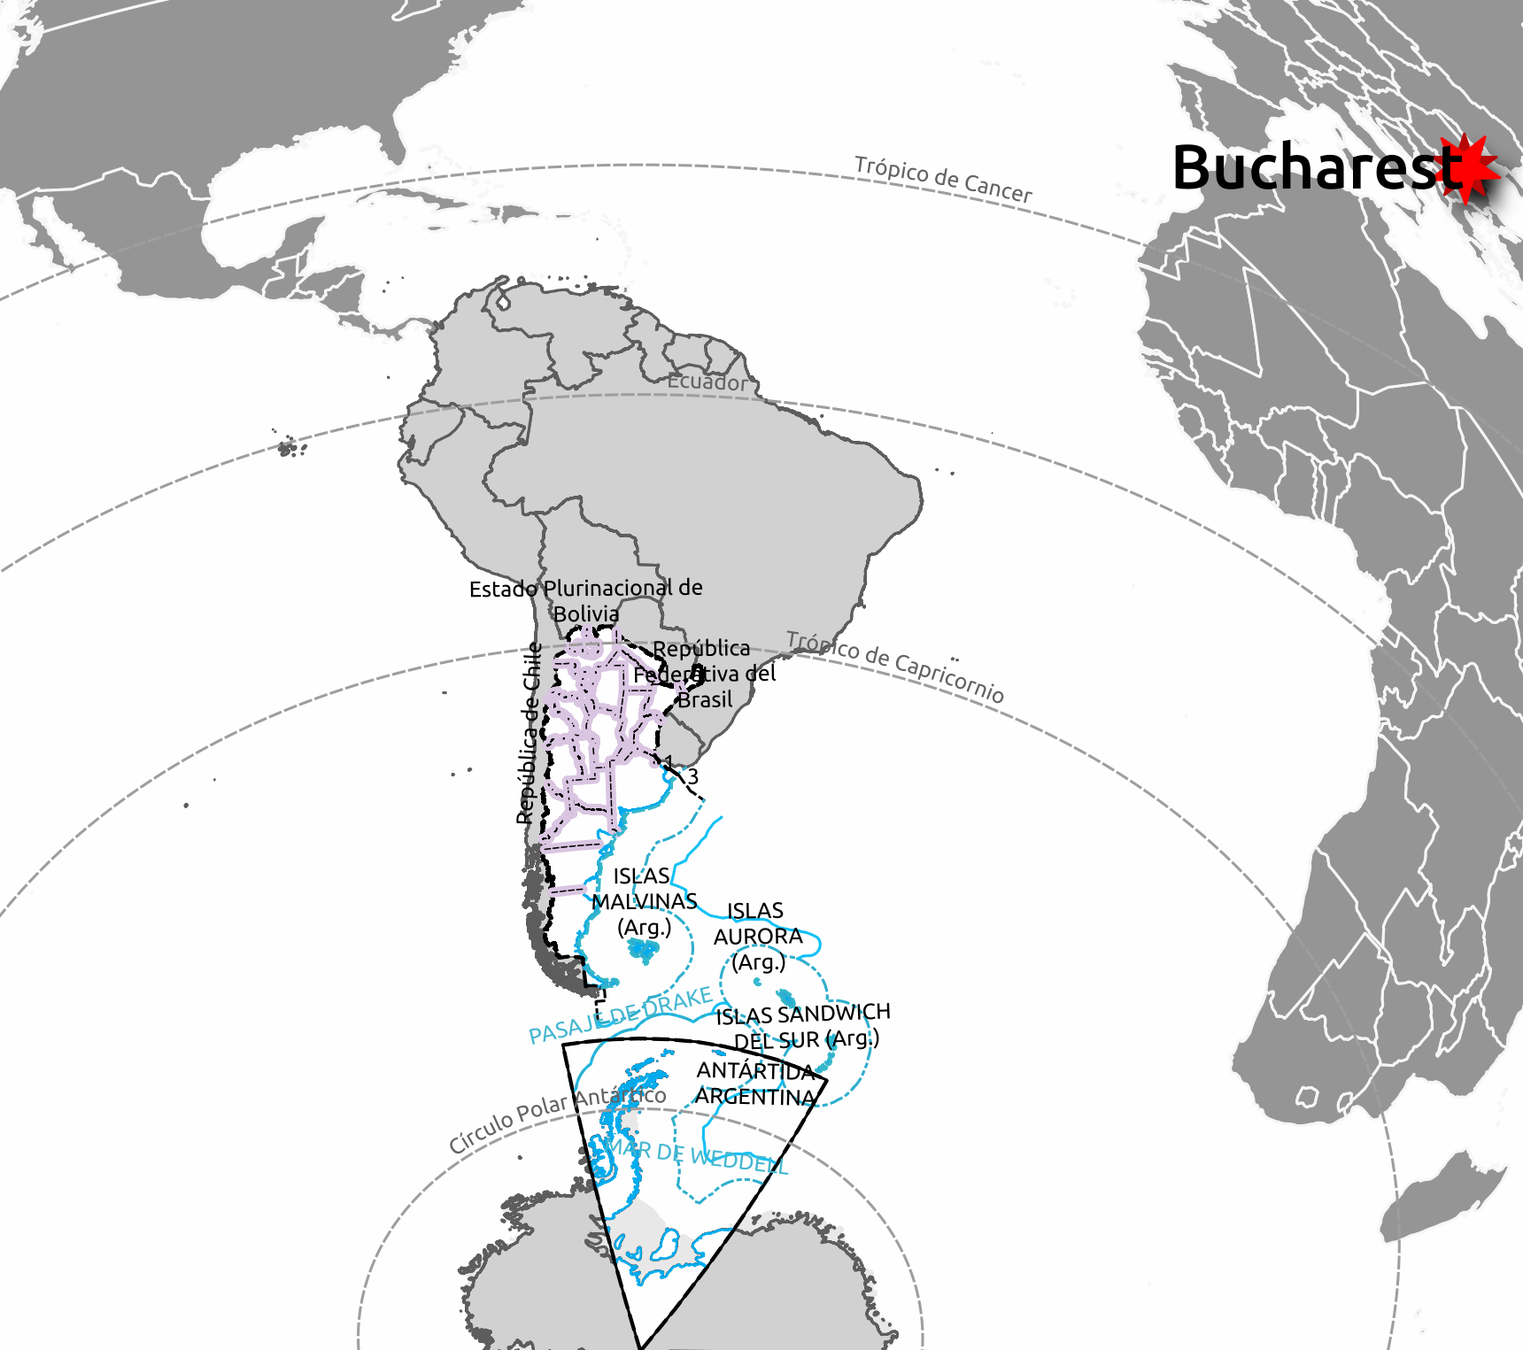 Trópico de Cancer
Bucharest
Ecuador
Estado Plurinacional de
Bolivia
República de Chile
República
Federativa del
Brasil
Trópico de Capricornio
1
3
ISLAS
MALVINAS
(Arg.)
ISLAS
AURORA
(Arg.)
PASAJE DE DRAKE
ISLAS SANDWICH
DEL SUR (Arg.)
ANTÁRTIDA
ARGENTINA
Círculo Polar Antártico
MAR DE WEDDELL